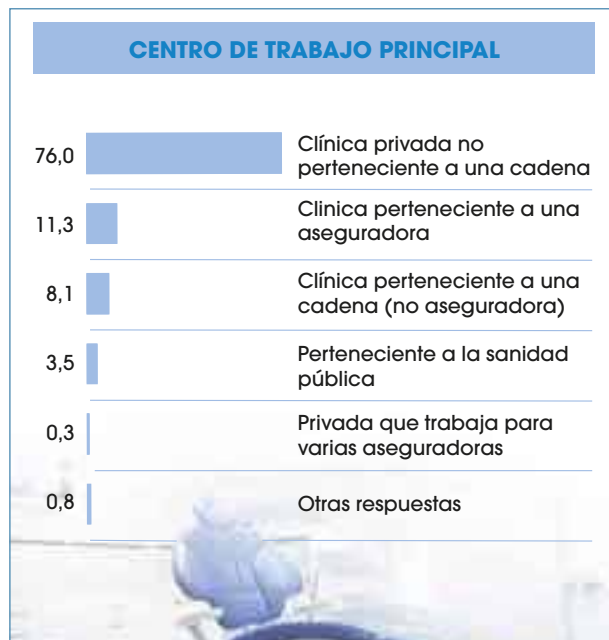 CENTRO DE TRABAJO PRINCIPAL
76,0 Clínica privada no
perteneciente a una cadena
11,3 Clinica perteneciente a una
aseguradora
8,1 Clínica perteneciente a una
cadena (no aseguradora)
3,5 Perteneciente a la sanidad
pública
0,3 Privada que trabaja para
varias aseguradoras
0,8 Otras respuestas